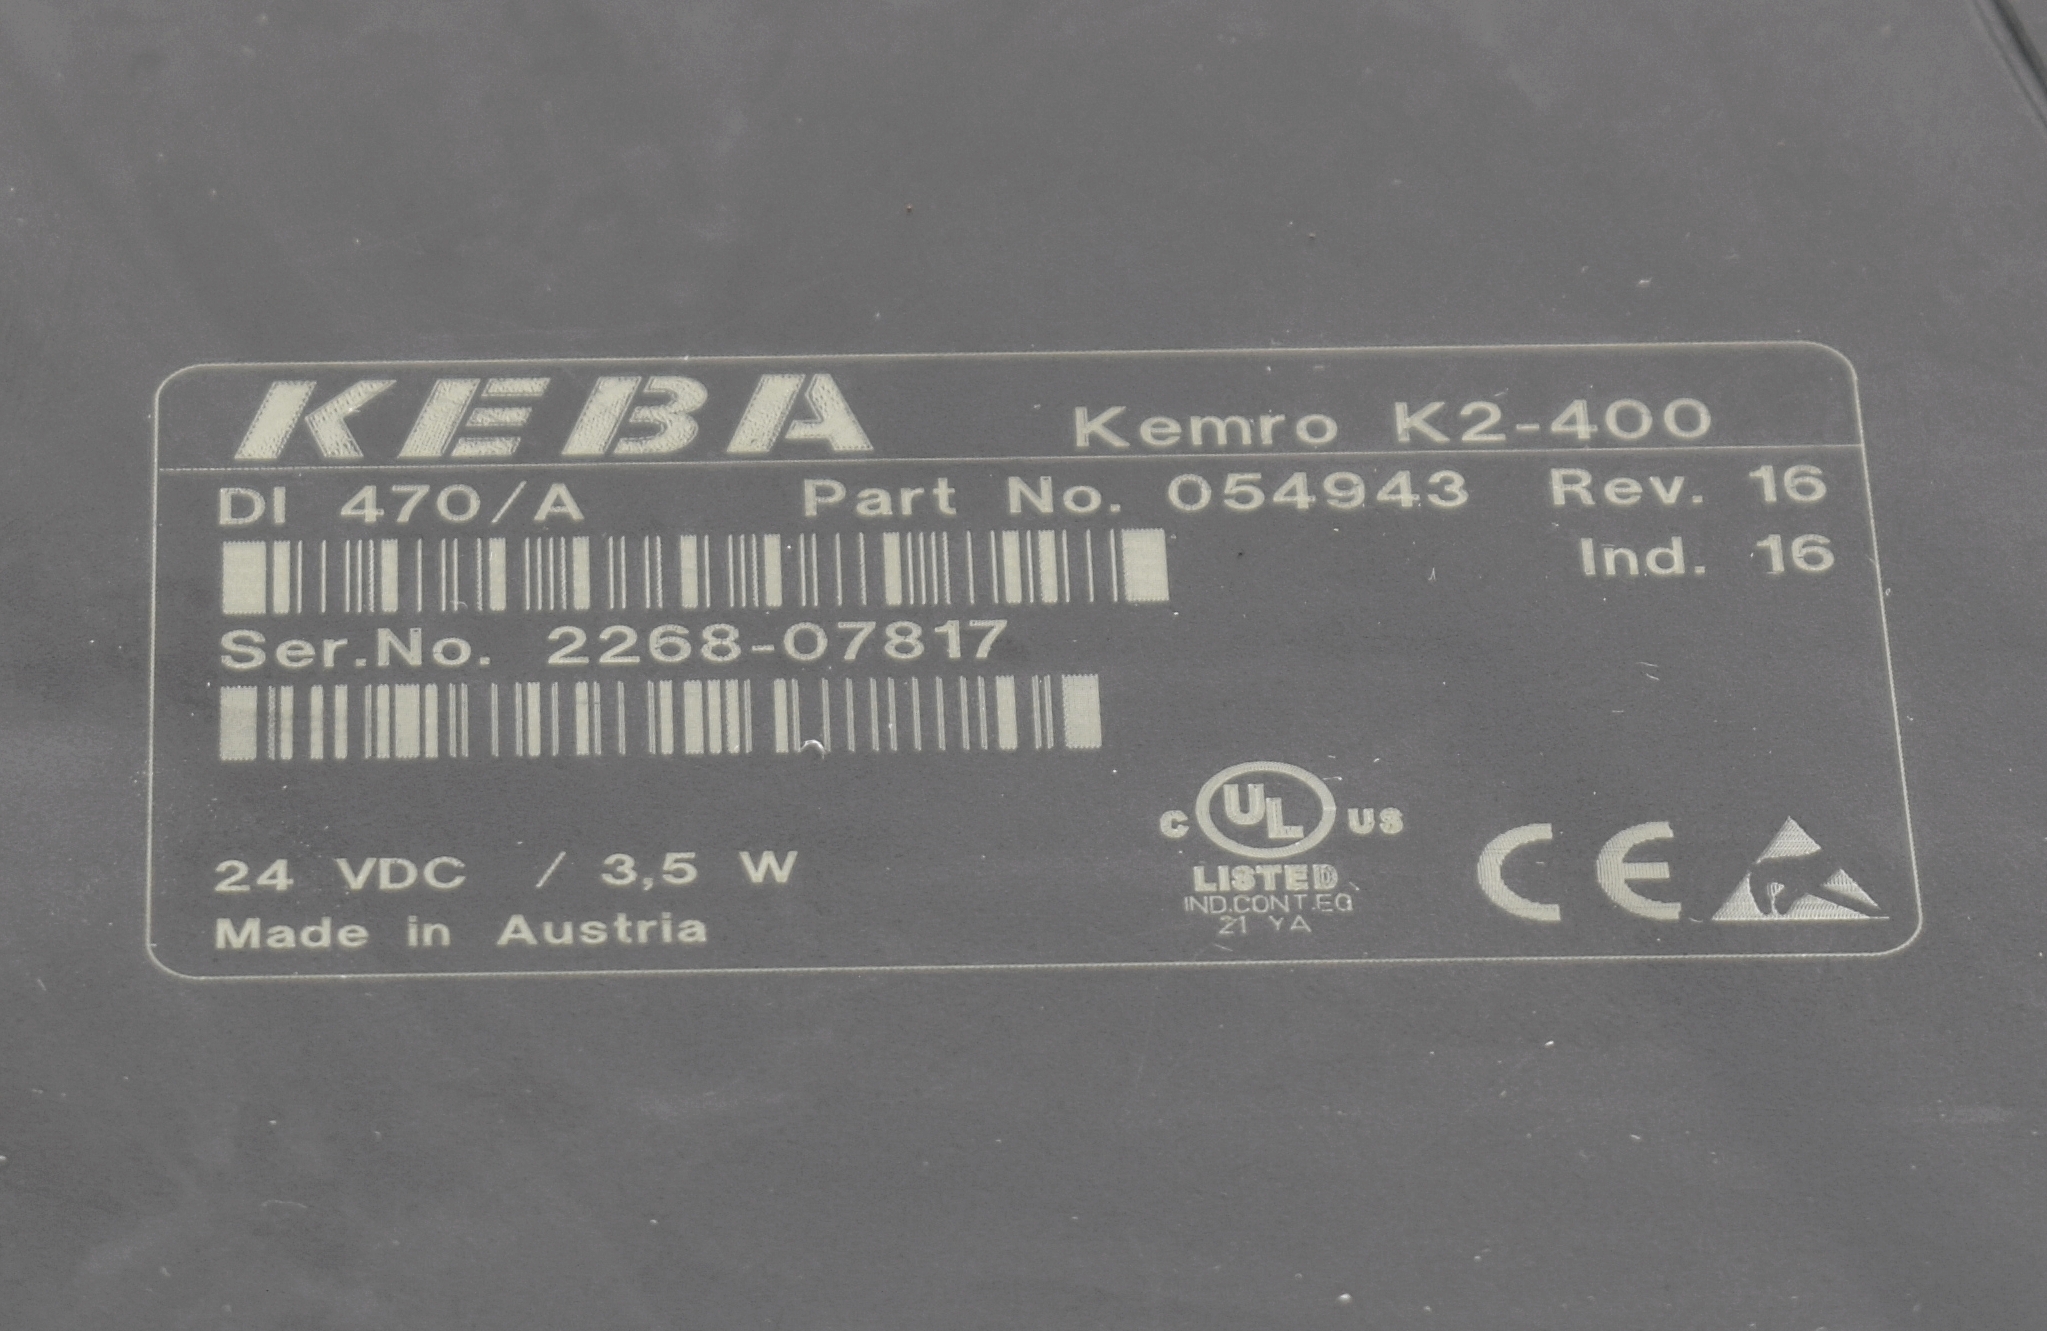 KEBA Kemro K2-400
DI 470/A Part No. 054943 Rev. 16
Ind. 16
Ser.No. 2268-07817
C UL US
LISTED
IND.CONT.EQ
21 YA
24 VDC / 3,5 W
CE
Made in Austria